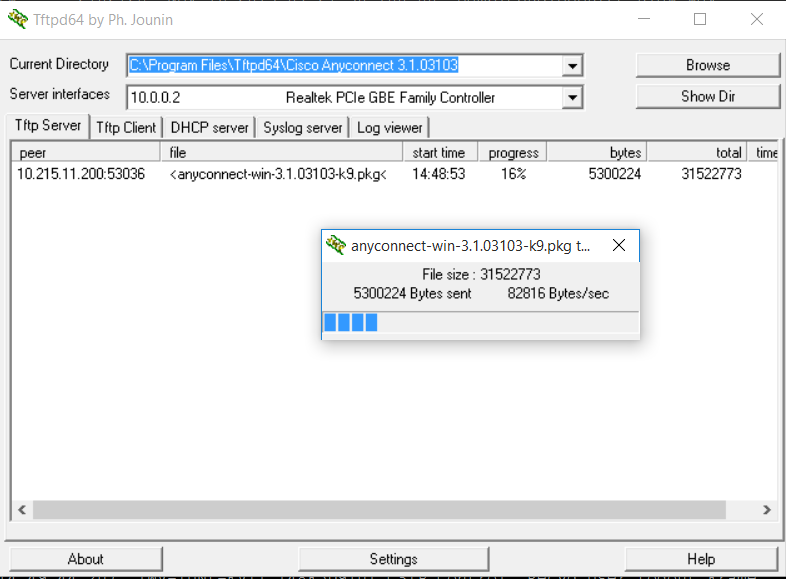 Tftpd64 by Ph. Jounin
Current Directory C:\Program Files\Tftpd64\Cisco Anyconnect 3.1.03103 Browse
Server interfaces 10.0.0.2 Realtek PCIe GBE Family Controller Show Dir
Tftp Server Tftp Client DHCP server Syslog server Log viewer
peer file start time progress bytes total time
10.215.11.200:53036 <anyconnect-win-3.1.03103-k9.pkg< 14:48:53 16% 5300224 31522773
anyconnect-win-3.1.03103-k9.pkg t...
File size : 31522773
5300224 Bytes sent 82816 Bytes/sec
About Settings Help